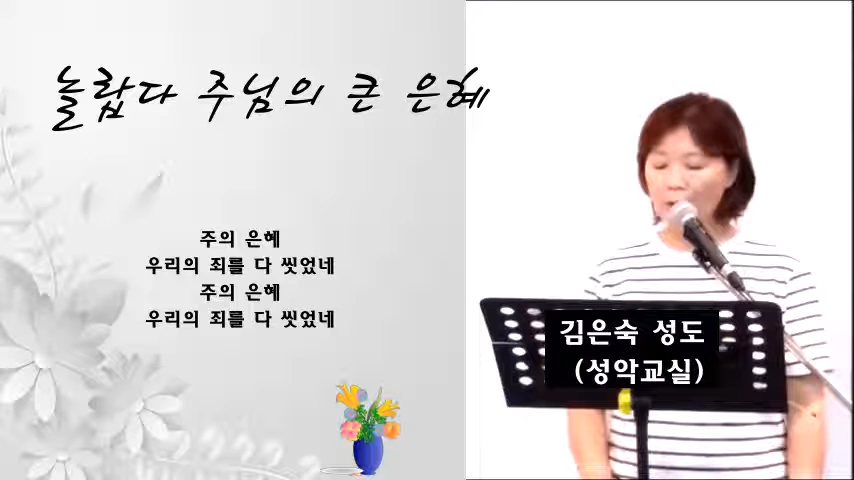 놀랍다 주님의 큰 은혜
주의 은혜
우리의 죄를 다 씻었네
주의 은혜
우리의 죄를 다 씻었네
김은숙 성도
(성악교실)